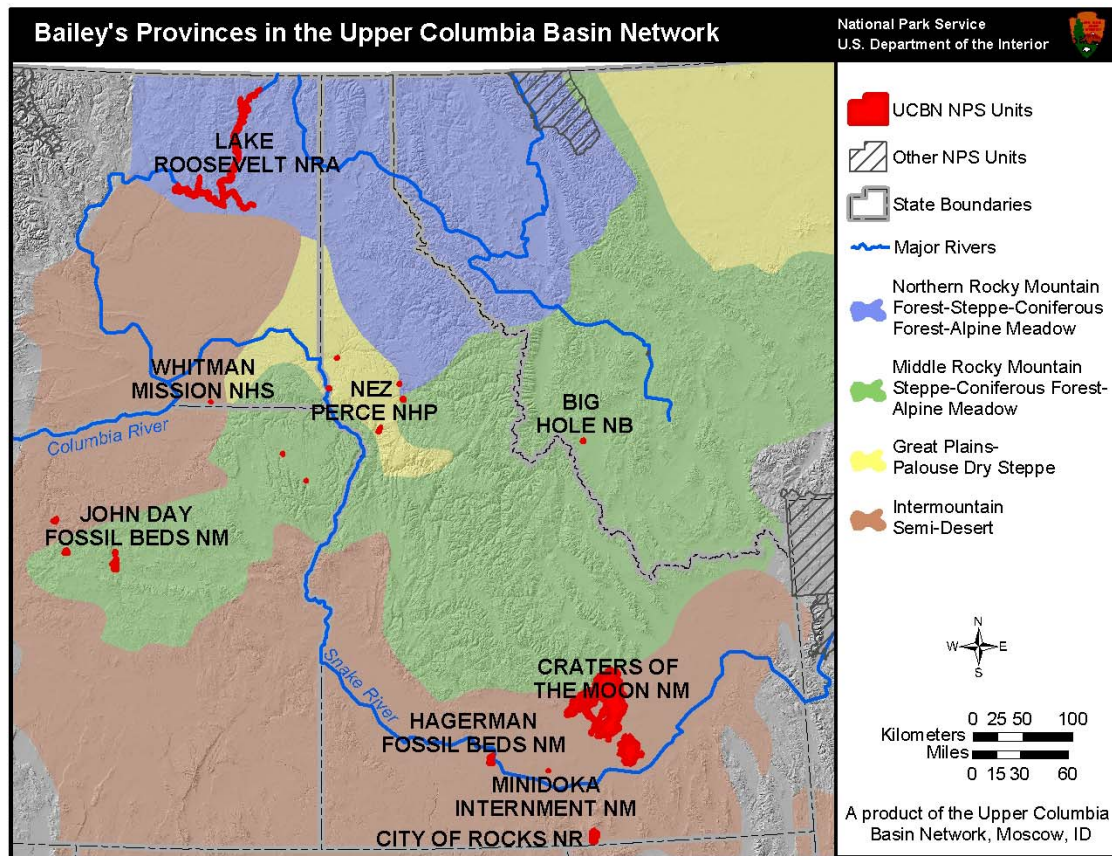 Bailey's Provinces in the Upper Columbia Basin Network
National Park Service
U.S. Department of the Interior
LAKE
ROOSEVELT NRA
WHITMAN
MISSION NHS
NEZ
PERCE NHP
BIG
HOLE NB
Columbia River
JOHN DAY
FOSSIL BEDS NM
Snake River
CRATERS OF
THE MOON NM
HAGERMAN
FOSSIL BEDS NM
MINIDOKA
INTERNMENT NM
CITY OF ROCKS NR
UCBN NPS Units
Other NPS Units
State Boundaries
Major Rivers
Northern Rocky Mountain
Forest-Steppe-Coniferous
Forest-Alpine Meadow
Middle Rocky Mountain
Steppe-Coniferous Forest-
Alpine Meadow
Great Plains-
Palouse Dry Steppe
Intermountain
Semi-Desert
N
W E
S
0 25 50 100
Kilometers
Miles
0 15 30 60
A product of the Upper Columbia
Basin Network, Moscow, ID